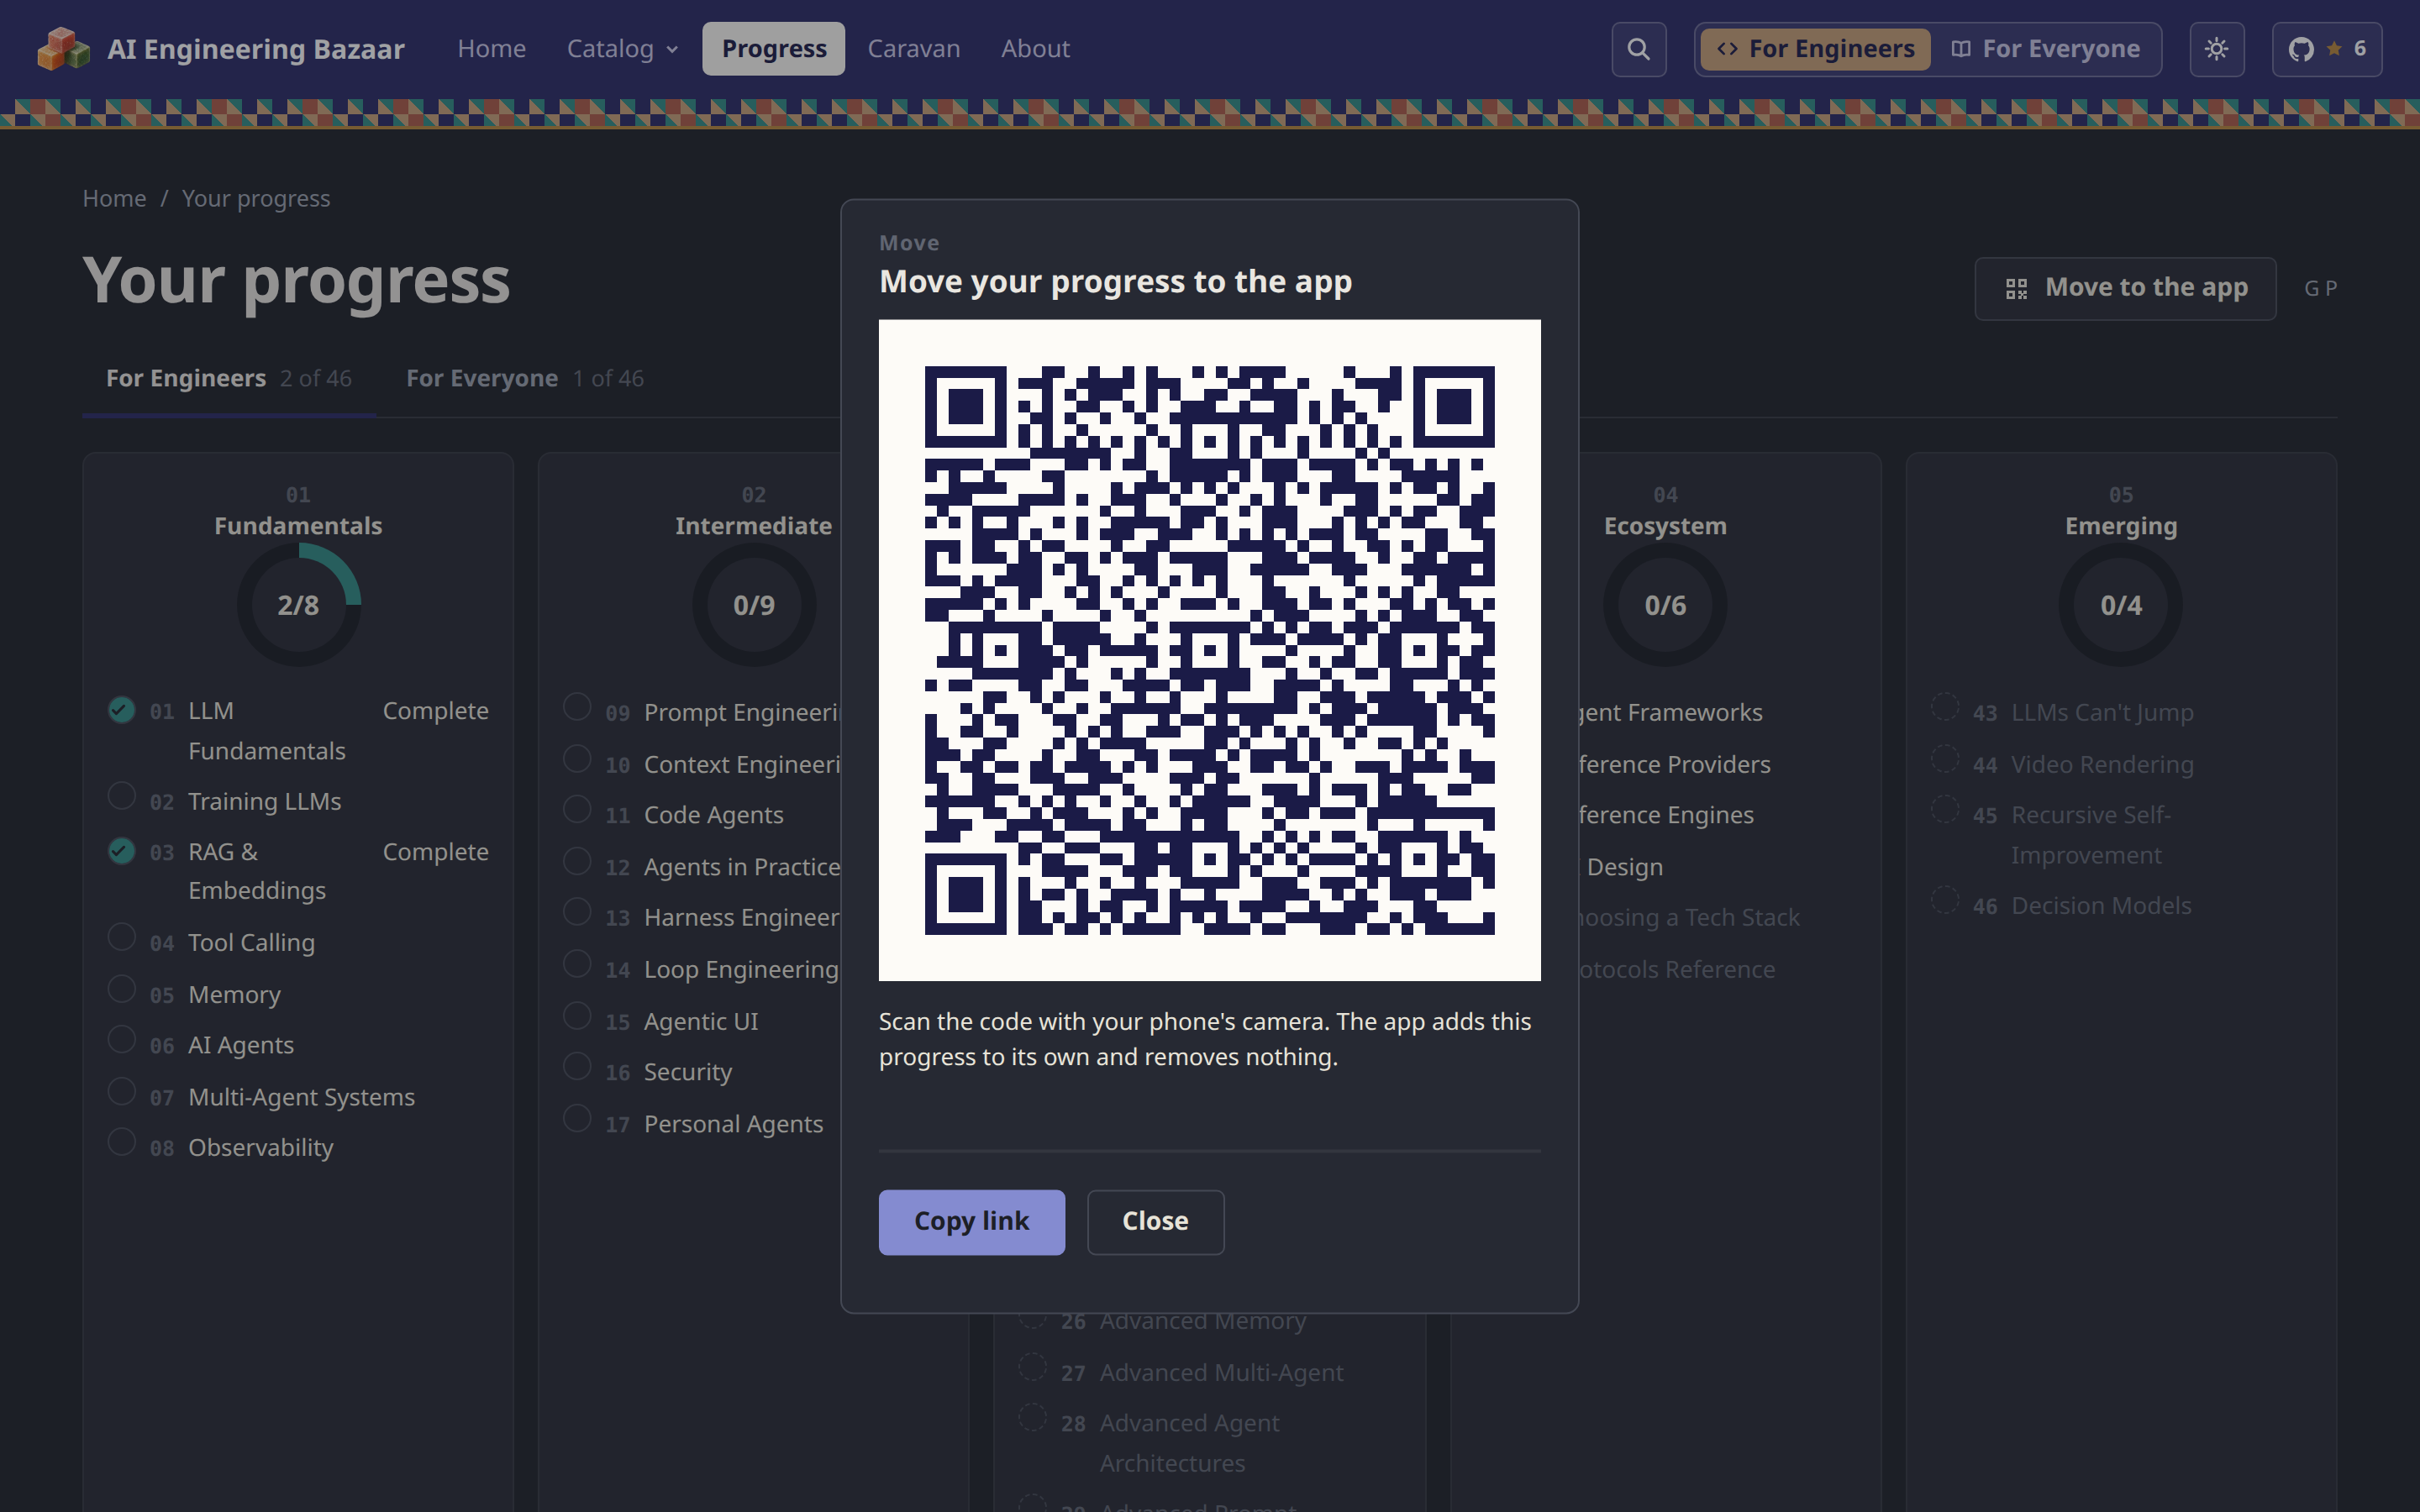 AI Engineering Bazaar
Home
Catalog
Progress
Caravan
About
For Engineers
For Everyone
6
Home / Your progress
Your progress
Move to the app
G P
For Engineers 2 of 46
For Everyone 1 of 46
01
Fundamentals
2/8
01 LLM Fundamentals Complete
02 Training LLMs
03 RAG & Embeddings Complete
04 Tool Calling
05 Memory
06 AI Agents
07 Multi-Agent Systems
08 Observability
02
Intermediate
0/9
09 Prompt
10 Context
11 Code Agents
12 Agents in Practice
13 Harness
14 Loop Engineering
15 Agentic UI
16 Security
17 Personal Agents
Move
Move your progress to the app
Scan the code with your phone's camera. The app adds this
progress to its own and removes nothing.
Copy link
Close
26 Advanced Memory
27 Advanced Multi-Agent
28 Advanced Agent
Architectures
04
Ecosystem
0/6
Frameworks
Providers
Engines
Design
a Tech Stack
Reference
05
Emerging
0/4
43 LLMs Can't Jump
44 Video Rendering
45 Recursive Self-
Improvement
46 Decision Models